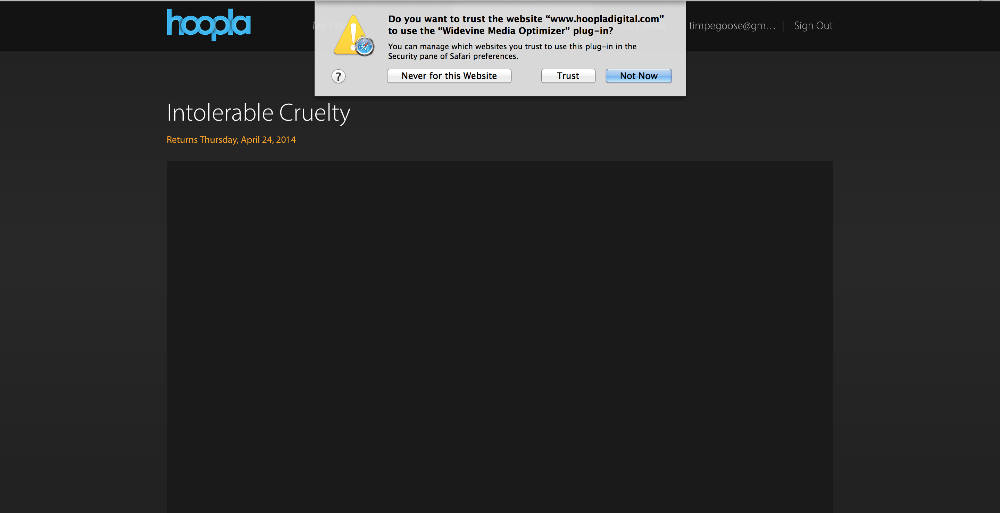 hoopla
Do you want to trust the website “www.hoopladigital.com”
to use the “Widevine Media Optimizer” plug-in?
You can manage which websites you trust to use this plug-in in the
Security pane of Safari preferences.
?
Never for this Website
Trust
Not Now
timpegoose@gm… | Sign Out
Intolerable Cruelty
Returns Thursday, April 24, 2014